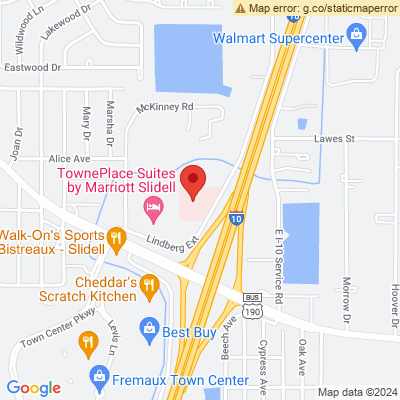 Map error: g.co/staticmaperror
Wildwood Ln
Lakewood Dr
10
Walmart Supercenter
Eastwood Dr
McKinney Rd
Mary Dr
Marsha Dr
Joan Dr
Lawes St
Alice Ave
TownePlace Suites
by Marriott Slidell
10
Lindberg Ext
Walk-On's Sports
Bistreaux - Slidell
E I-10 Service Rd
Cheddar's
Scratch Kitchen
BUS
190
Morrow Dr
Hoover Dr
Town Center Pkwy
Levis Ln
Best Buy
Beech Ave
Cypress Ave
Oak Ave
Fremaux Town Center
Google
Map data ©2024